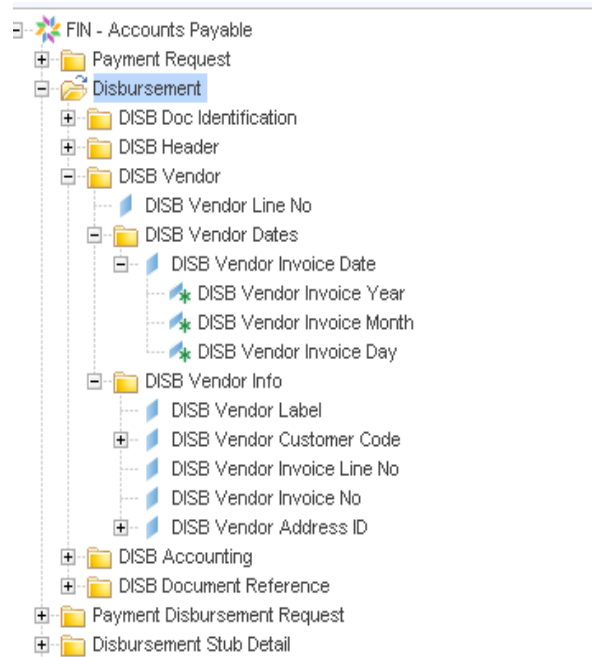 FIN - Accounts Payable
Payment Request
Disbursement
DISB Doc Identification
DISB Header
DISB Vendor
DISB Vendor Line No
DISB Vendor Dates
DISB Vendor Invoice Date
DISB Vendor Invoice Year
DISB Vendor Invoice Month
DISB Vendor Invoice Day
DISB Vendor Info
DISB Vendor Label
DISB Vendor Customer Code
DISB Vendor Invoice Line No
DISB Vendor Invoice No
DISB Vendor Address ID
DISB Accounting
DISB Document Reference
Payment Disbursement Request
Disbursement Stub Detail